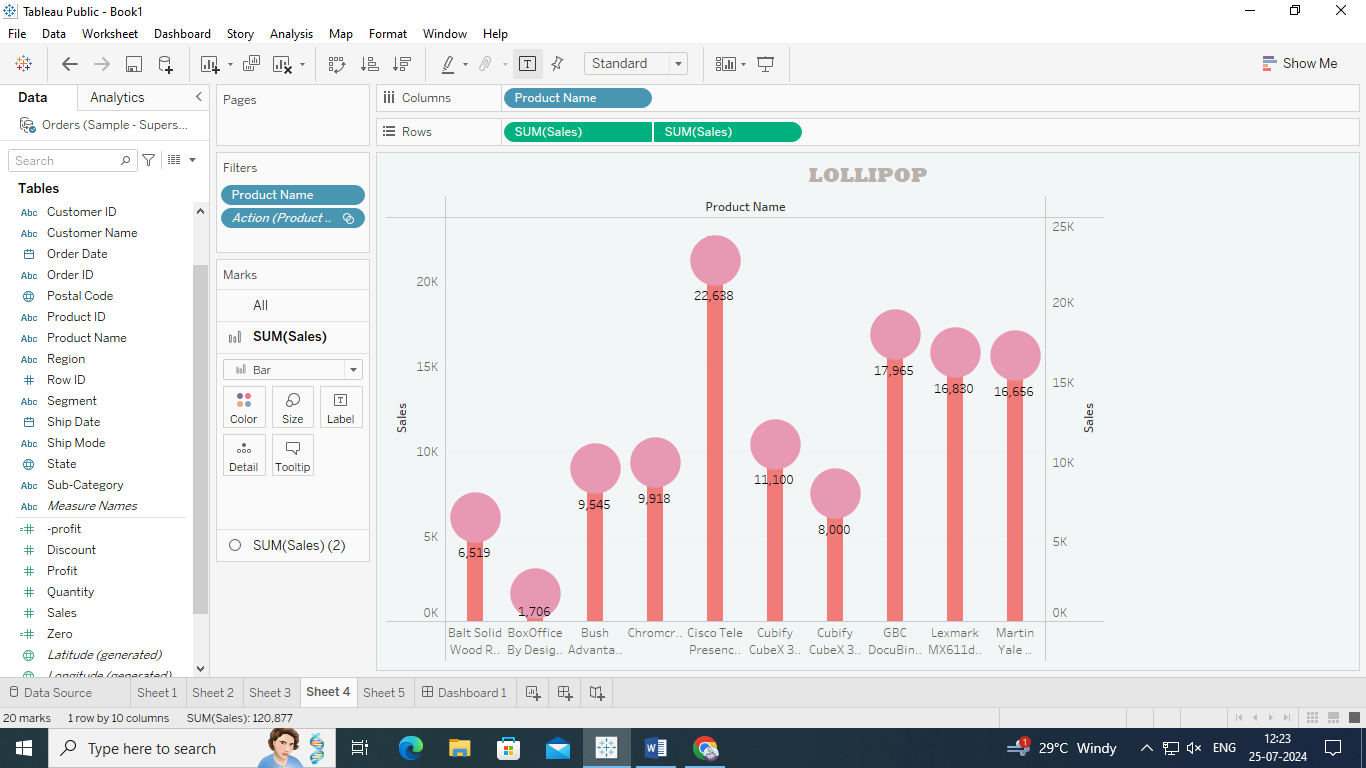 Tableau Public - Book1
File Data Worksheet Dashboard Story Analysis Map Format Window Help
Standard
Show Me
Data Analytics
Orders (Sample - Supers...
Search
Tables
Customer ID
Customer Name
Order Date
Order ID
Postal Code
Product ID
Product Name
Region
Row ID
Segment
Ship Date
Ship Mode
State
Sub-Category
Measure Names
-profit
Discount
Profit
Quantity
Sales
Zero
Latitude (generated)
Longitude (generated)
Pages
Filters
Product Name
Action (Product ..
Marks
All
SUM(Sales)
Bar
Color Size Label
Detail Tooltip
SUM(Sales) (2)
Columns Product Name
Rows SUM(Sales) SUM(Sales)
LOLLIPOP
Product Name
Sales
20K
15K
10K
5K
0K
22,638
17,965
16,830
16,656
11,100
9,918
9,545
8,000
6,519
1,706
25K
20K
15K
10K
5K
0K
Sales
Balt Solid Wood R..
BoxOffice By Desig..
Bush Advanta..
Chromcr..
Cisco Tele Presenc..
Cubify CubeX 3..
Cubify CubeX 3..
GBC DocuBin..
Lexmark MX611d..
Martin Yale ..
Data Source Sheet 1 Sheet 2 Sheet 3 Sheet 4 Sheet 5 Dashboard 1
20 marks 1 row by 10 columns SUM(Sales): 120,877
Type here to search
29°C Windy
ENG
12:23
25-07-2024